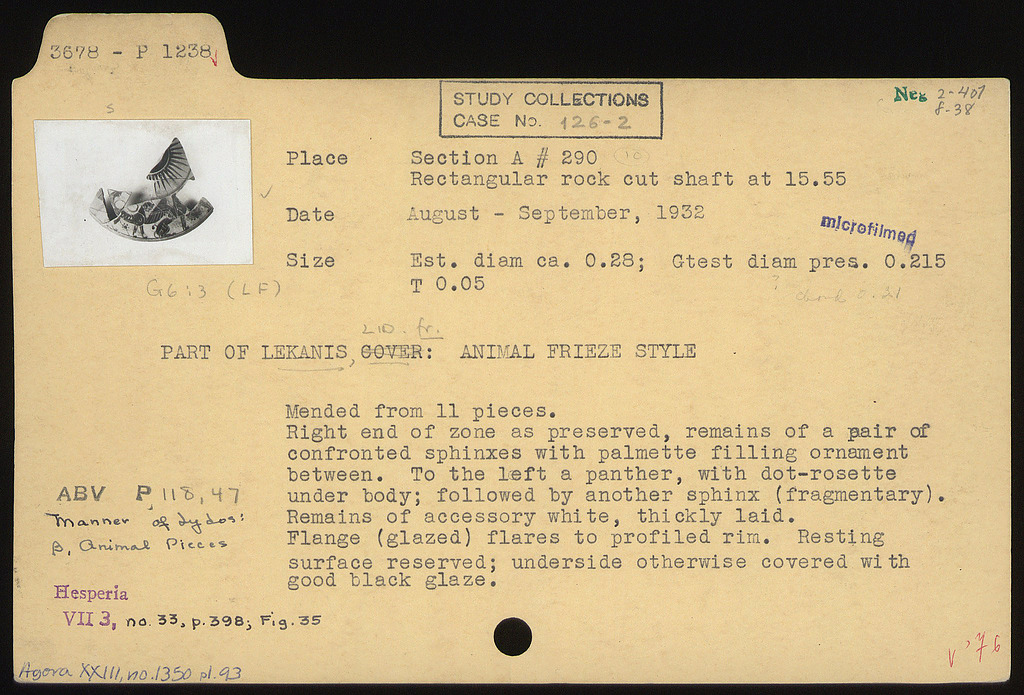 3678 - P 1238
s
STUDY COLLECTIONS
CASE No. 126-2
Neg 2-407
8-38
Place Section A # 290 (10)
Rectangular rock cut shaft at 15.55
Date August - September, 1932
microfilmed
Size Est. diam ca. 0.28; Gtest diam pres. 0.215
T 0.05
? chord 0.21
G6:3 (LF)
LID. fr.
PART OF LEKANIS, COVER: ANIMAL FRIEZE STYLE
Mended from 11 pieces.
Right end of zone as preserved, remains of a pair of
confronted sphinxes with palmette filling ornament
between. To the left a panther, with dot-rosette
under body; followed by another sphinx (fragmentary).
Remains of accessory white, thickly laid.
Flange (glazed) flares to profiled rim. Resting
surface reserved; underside otherwise covered with
good black glaze.
ABV P 118, 47
Manner of Lydos:
β, Animal Pieces
Hesperia
VII 3, no. 33, p. 398; Fig. 35
Agora XXIII, no. 1350 pl. 93
V '76